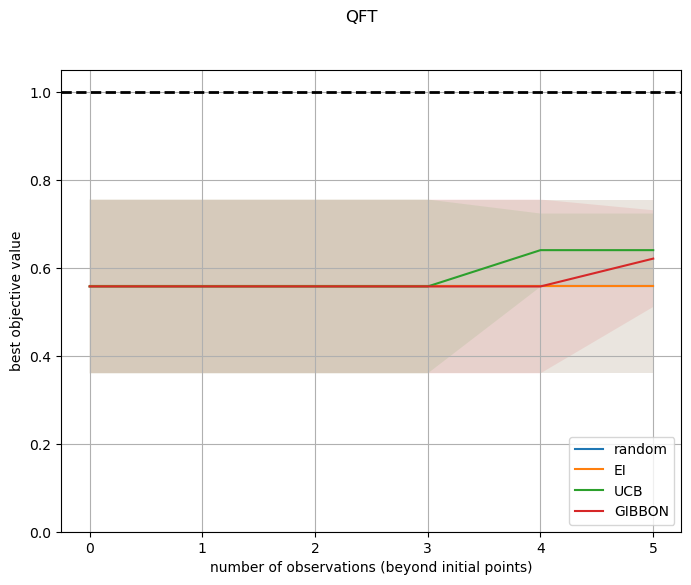 QFT
best objective value
1.0
0.8
0.6
0.4
0.2
0.0
0 1 2 3 4 5
number of observations (beyond initial points)
random
EI
UCB
GIBBON